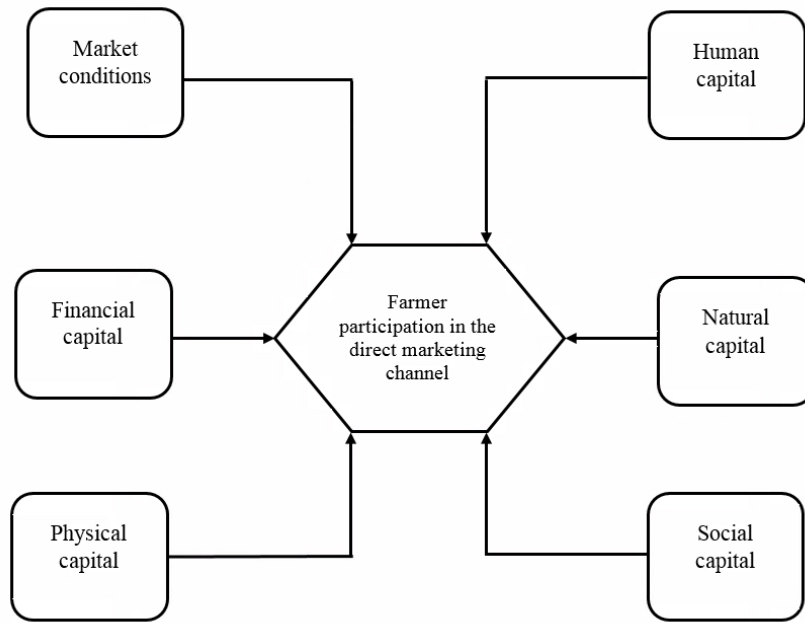 Market
conditions
Human
capital
Financial
capital
Farmer
participation in the
direct marketing
channel
Natural
capital
Physical
capital
Social
capital